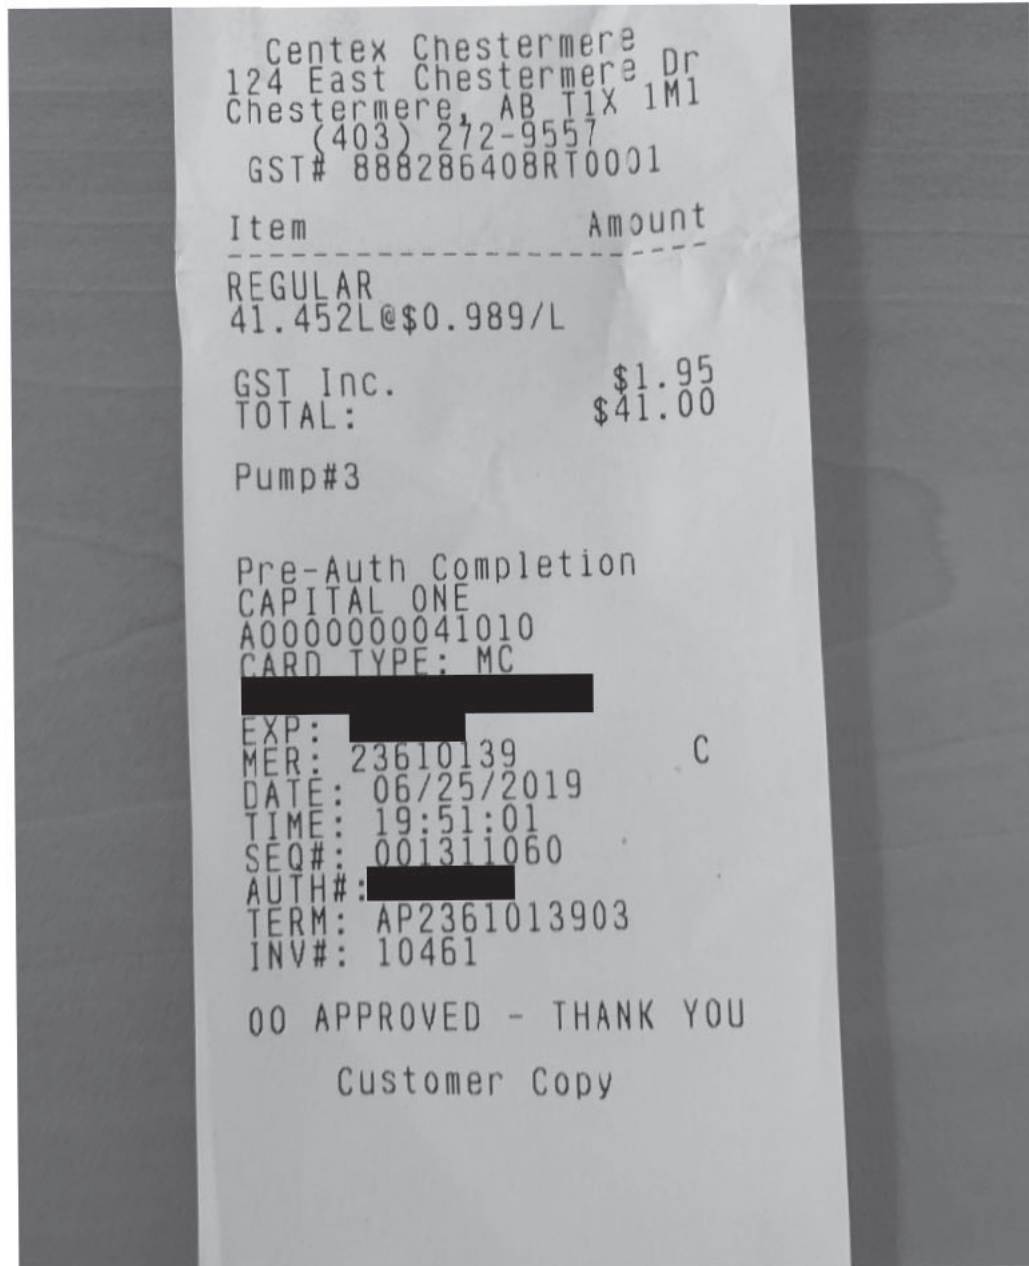 Centex Chestermere
124 East Chestermere Dr
Chestermere, AB T1X 1M1
(403) 272-9557
GST# 888286408RT0001
Item Amount
REGULAR
41.452L@$0.989/L
GST Inc. $1.95
TOTAL: $41.00
Pump#3
Pre-Auth Completion
CAPITAL ONE
A0000000041010
CARD TYPE: MC
EXP:
MER: 23610139 C
DATE: 06/25/2019
TIME: 19:51:01
SEQ#: 001311060
AUTH#:
TERM: AP2361013903
INV#: 10461
00 APPROVED - THANK YOU
Customer Copy